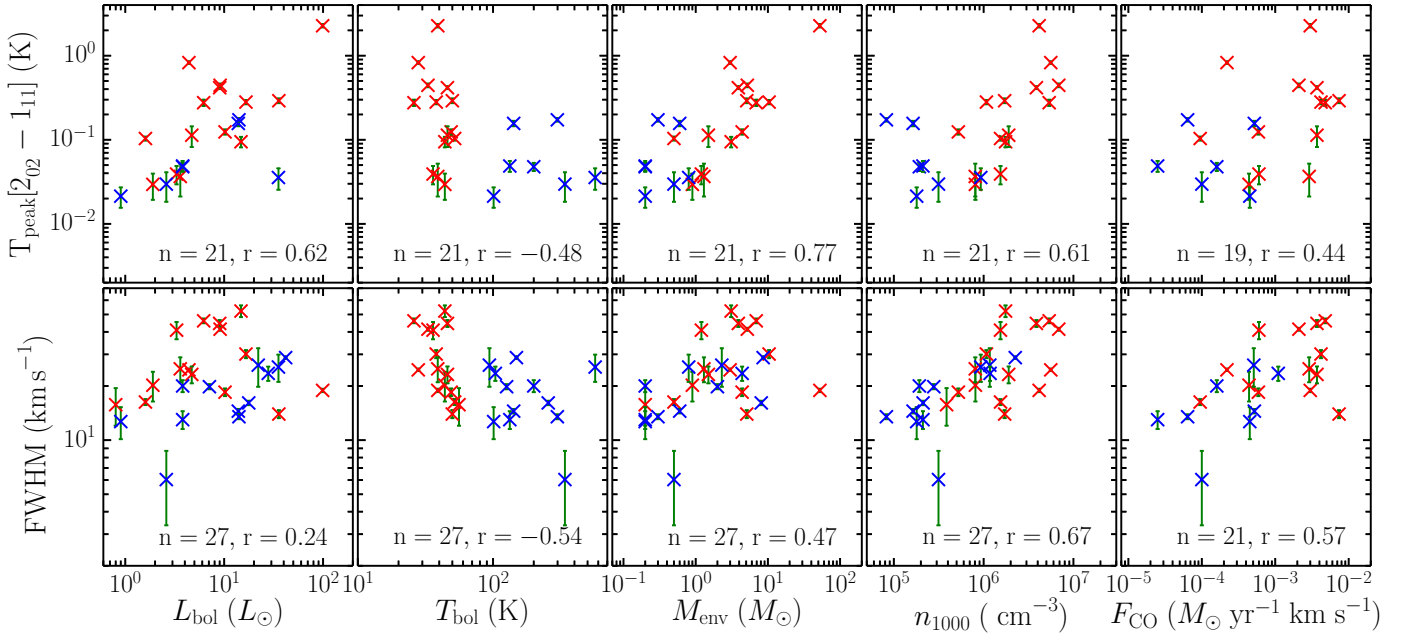 T_peak[2_02 − 1_11] (K)
10^0
10^−1
10^−2
n = 21, r = 0.62
n = 21, r = −0.48
n = 21, r = 0.77
n = 21, r = 0.61
n = 19, r = 0.44
FWHM (km s^−1)
10^1
n = 27, r = 0.24
n = 27, r = −0.54
n = 27, r = 0.47
n = 27, r = 0.67
n = 21, r = 0.57
10^0 10^1 10^2
10^1 10^2
10^−1 10^0 10^1 10^2
10^5 10^6 10^7
10^−5 10^−4 10^−3 10^−2
L_bol (L_⊙)
T_bol (K)
M_env (M_⊙)
n_1000 ( cm^−3)
F_CO (M_⊙ yr^−1 km s^−1)